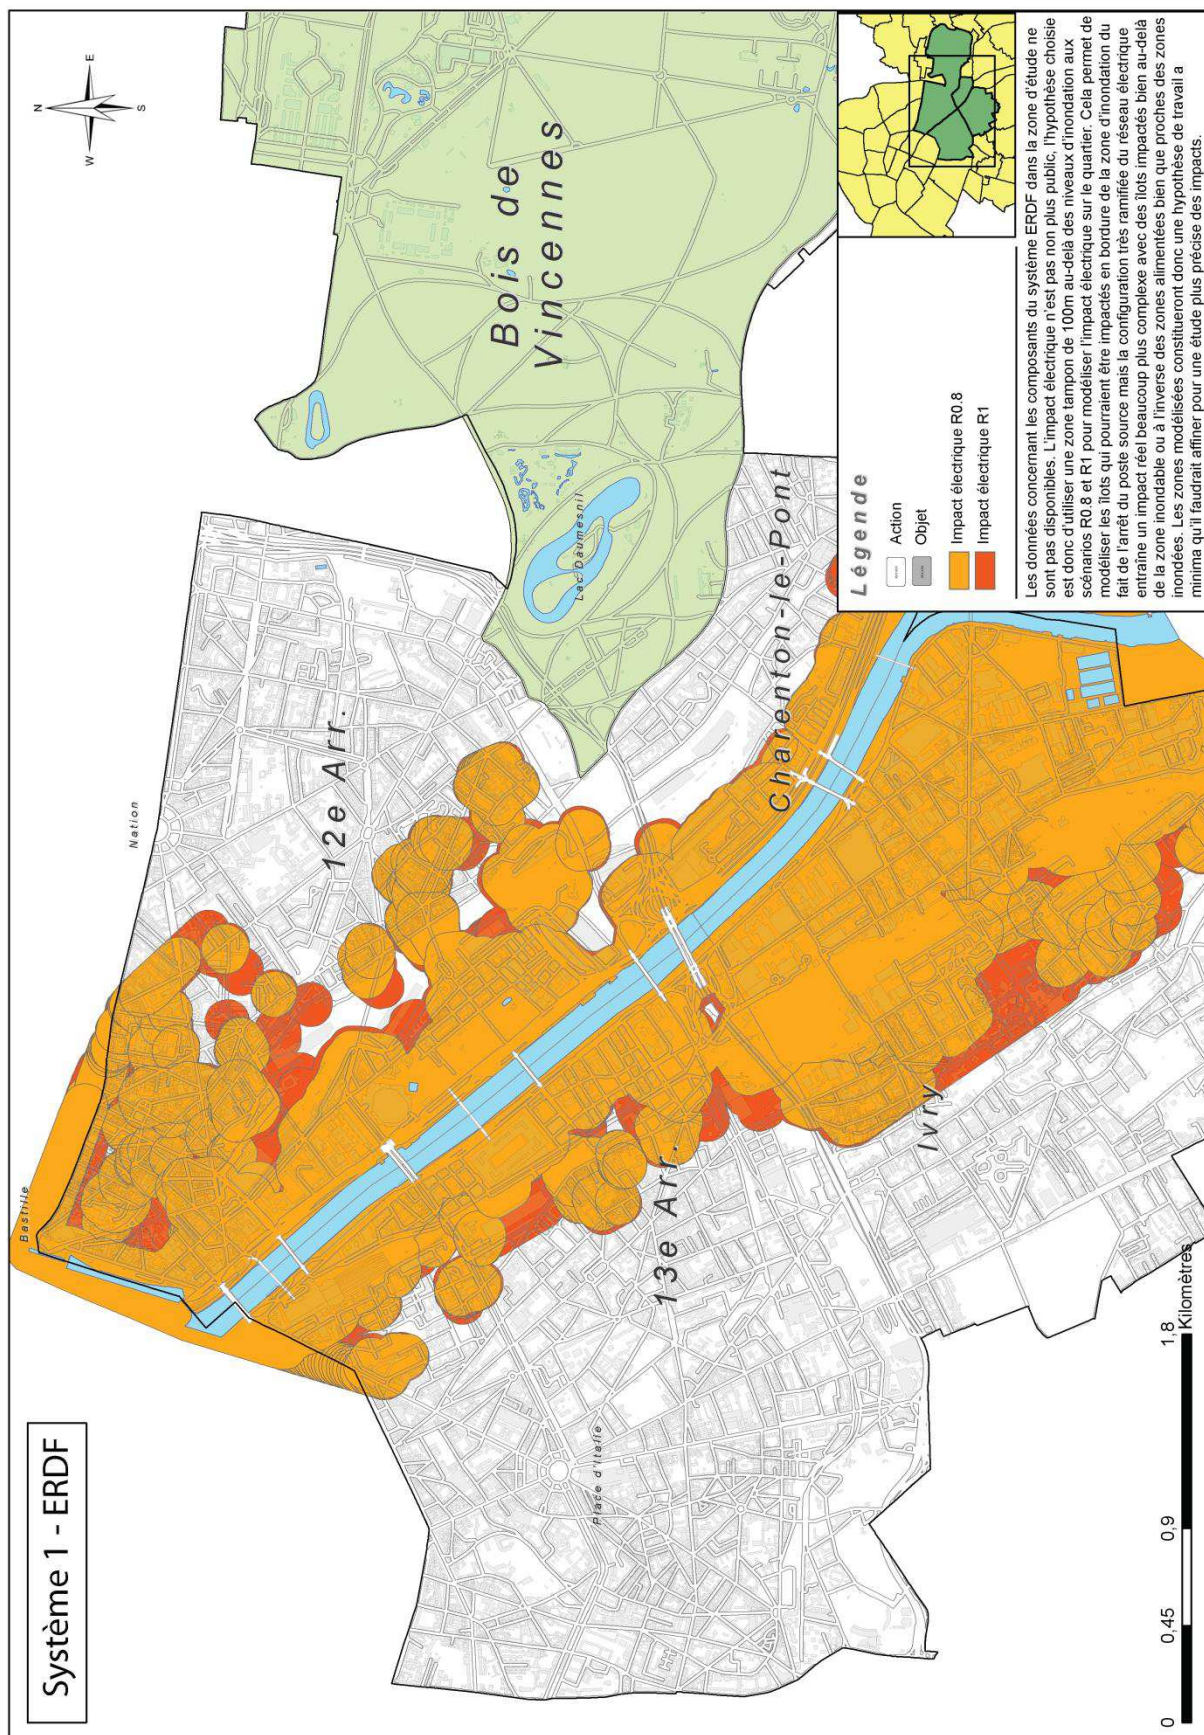 Système 1 - ERDF
N
W
E
S
Bastille
Nation
12e Arr.
Bois de
Vincennes
Lac Daumesnil
Charenton-le-Pont
13e Arr.
Place d'Italie
Ivry
0
0,45
0,9
1,8
Kilomètres
Légende
Action
Objet
Impact électrique R0.8
Impact électrique R1
Les données concernant les composants du système ERDF dans la zone d'étude ne
sont pas disponibles. L'impact électrique n'est pas non plus public, l'hypothèse choisie
est donc d'utiliser une zone tampon de 100m au-delà des niveaux d'inondation aux
scénarios R0.8 et R1 pour modéliser l'impact électrique sur le quartier. Cela permet de
modéliser les îlots qui pourraient être impactés en bordure de la zone d'inondation du
fait de l'arrêt du poste source mais la configuration très ramifiée du réseau électrique
entraîne un impact réel beaucoup plus complexe avec des îlots impactés bien au-delà
de la zone inondable ou à l'inverse des zones alimentées bien que proches des zones
inondées. Les zones modélisées constitueront donc une hypothèse de travail a
minima qu'il faudrait affiner pour une étude plus précise des impacts.